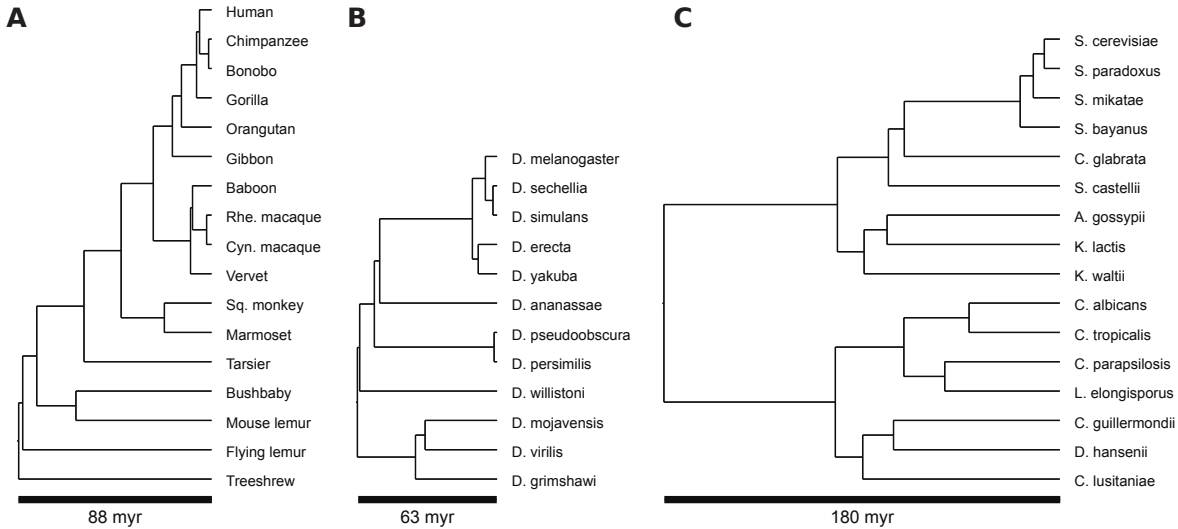 A
Human
Chimpanzee
Bonobo
Gorilla
Orangutan
Gibbon
Baboon
Rhe. macaque
Cyn. macaque
Vervet
Sq. monkey
Marmoset
Tarsier
Bushbaby
Mouse lemur
Flying lemur
Treeshrew
88 myr
B
D. melanogaster
D. sechellia
D. simulans
D. erecta
D. yakuba
D. ananassae
D. pseudoobscura
D. persimilis
D. willistoni
D. mojavensis
D. virilis
D. grimshawi
63 myr
C
S. cerevisiae
S. paradoxus
S. mikatae
S. bayanus
C. glabrata
S. castellii
A. gossypii
K. lactis
K. waltii
C. albicans
C. tropicalis
C. parapsilosis
L. elongisporus
C. guillermondii
D. hansenii
C. lusitaniae
180 myr